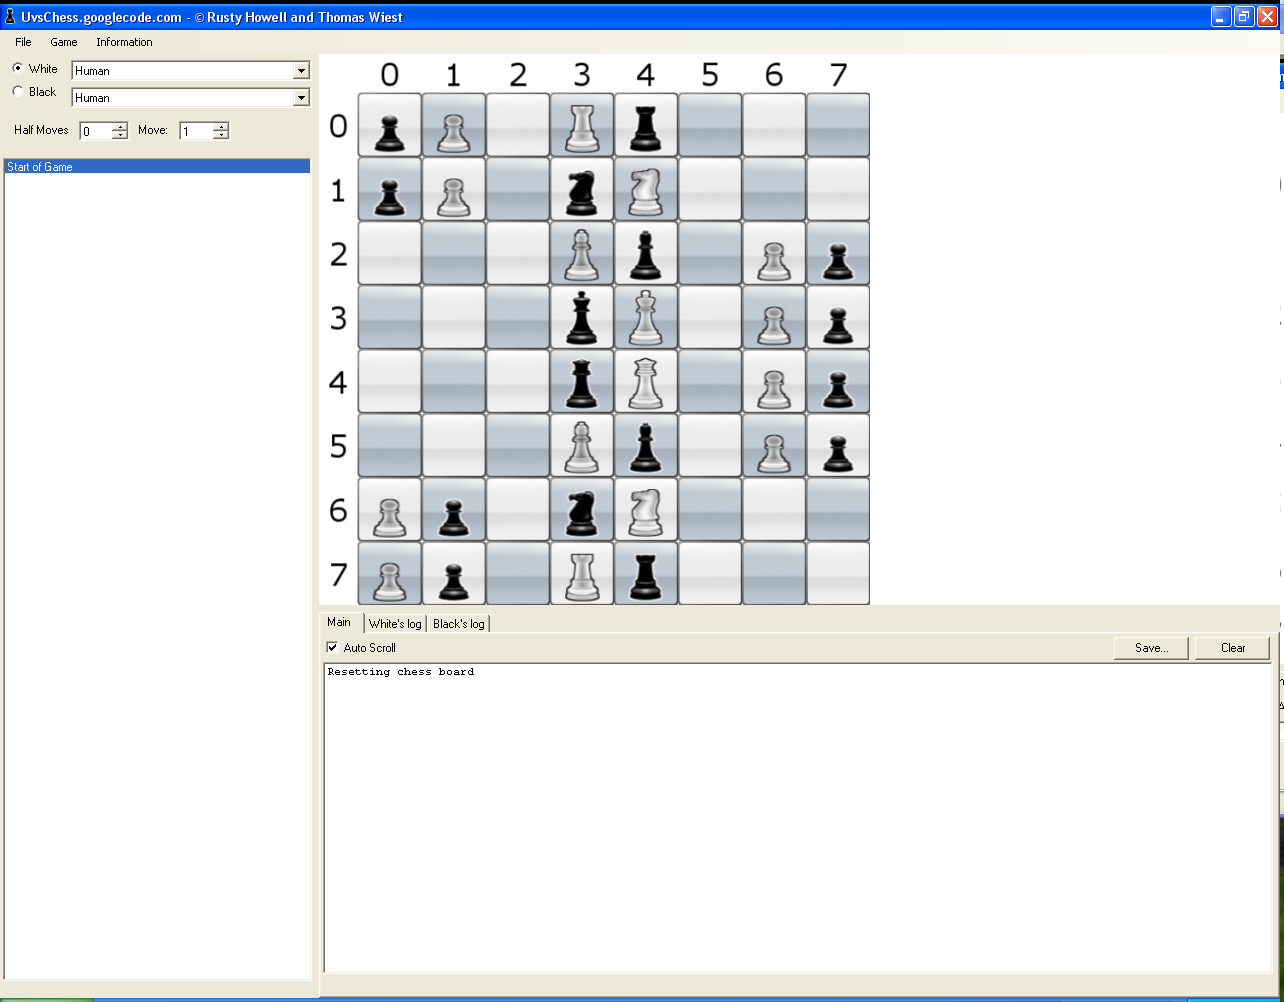 UvsChess.googlecode.com - © Rusty Howell and Thomas Wiest
File Game Information
White Human
Black Human
Half Moves 0 Move: 1
Start of Game
0 1 2 3 4 5 6 7
0
1
2
3
4
5
6
7
Main White's log Black's log
Auto Scroll Save... Clear
Resetting chess board